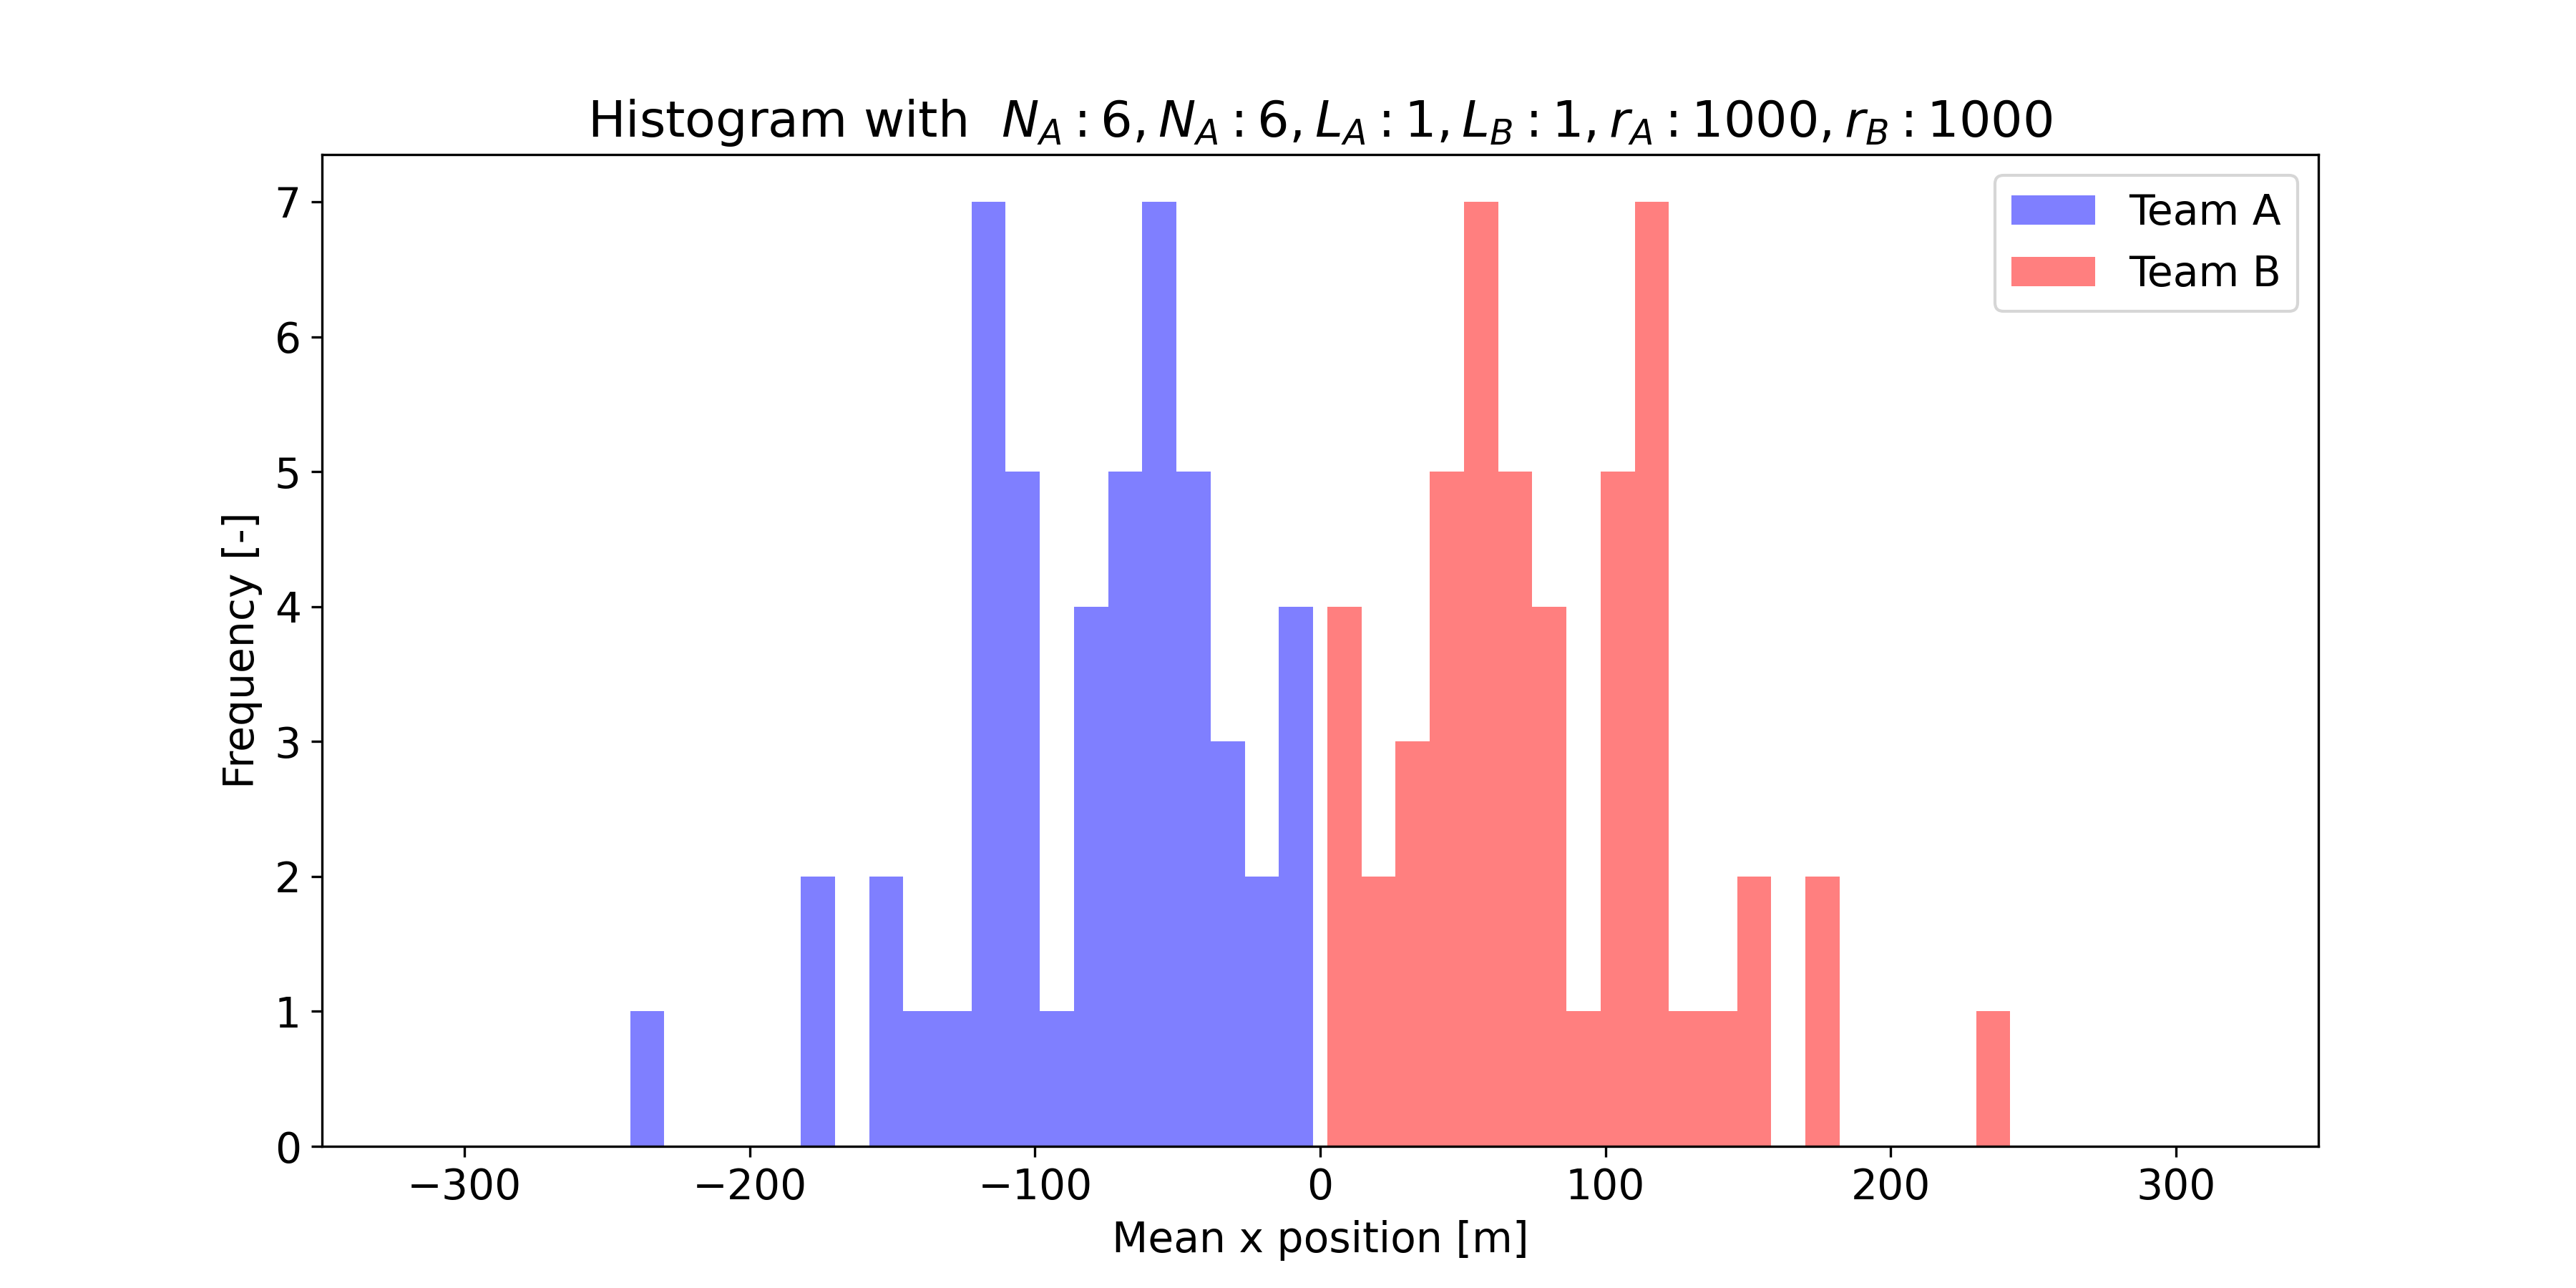 Histogram with N_A : 6, N_A : 6, L_A : 1, L_B : 1, r_A : 1000, r_B : 1000
Team A
Team B
Frequency [-]
7
6
5
4
3
2
1
0
−300 −200 −100 0 100 200 300
Mean x position [m]